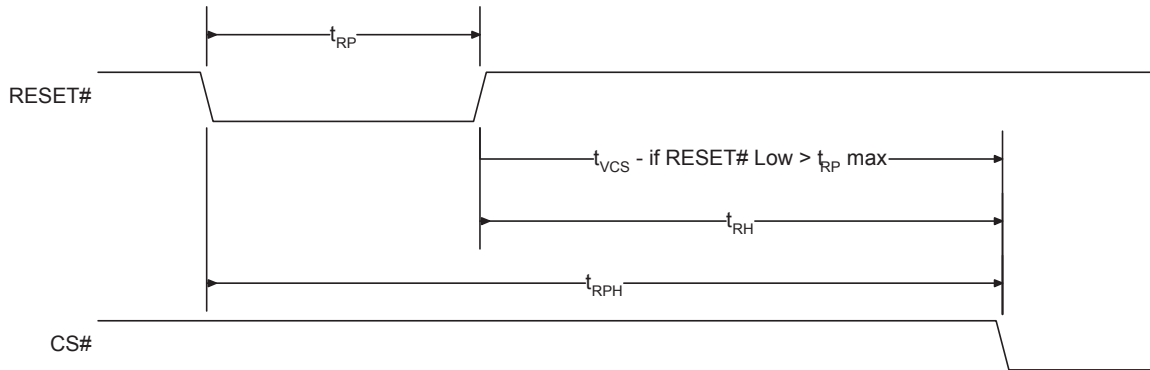 tRP
RESET#
tVCS - if RESET# Low > tRP max
tRH
tRPH
CS#